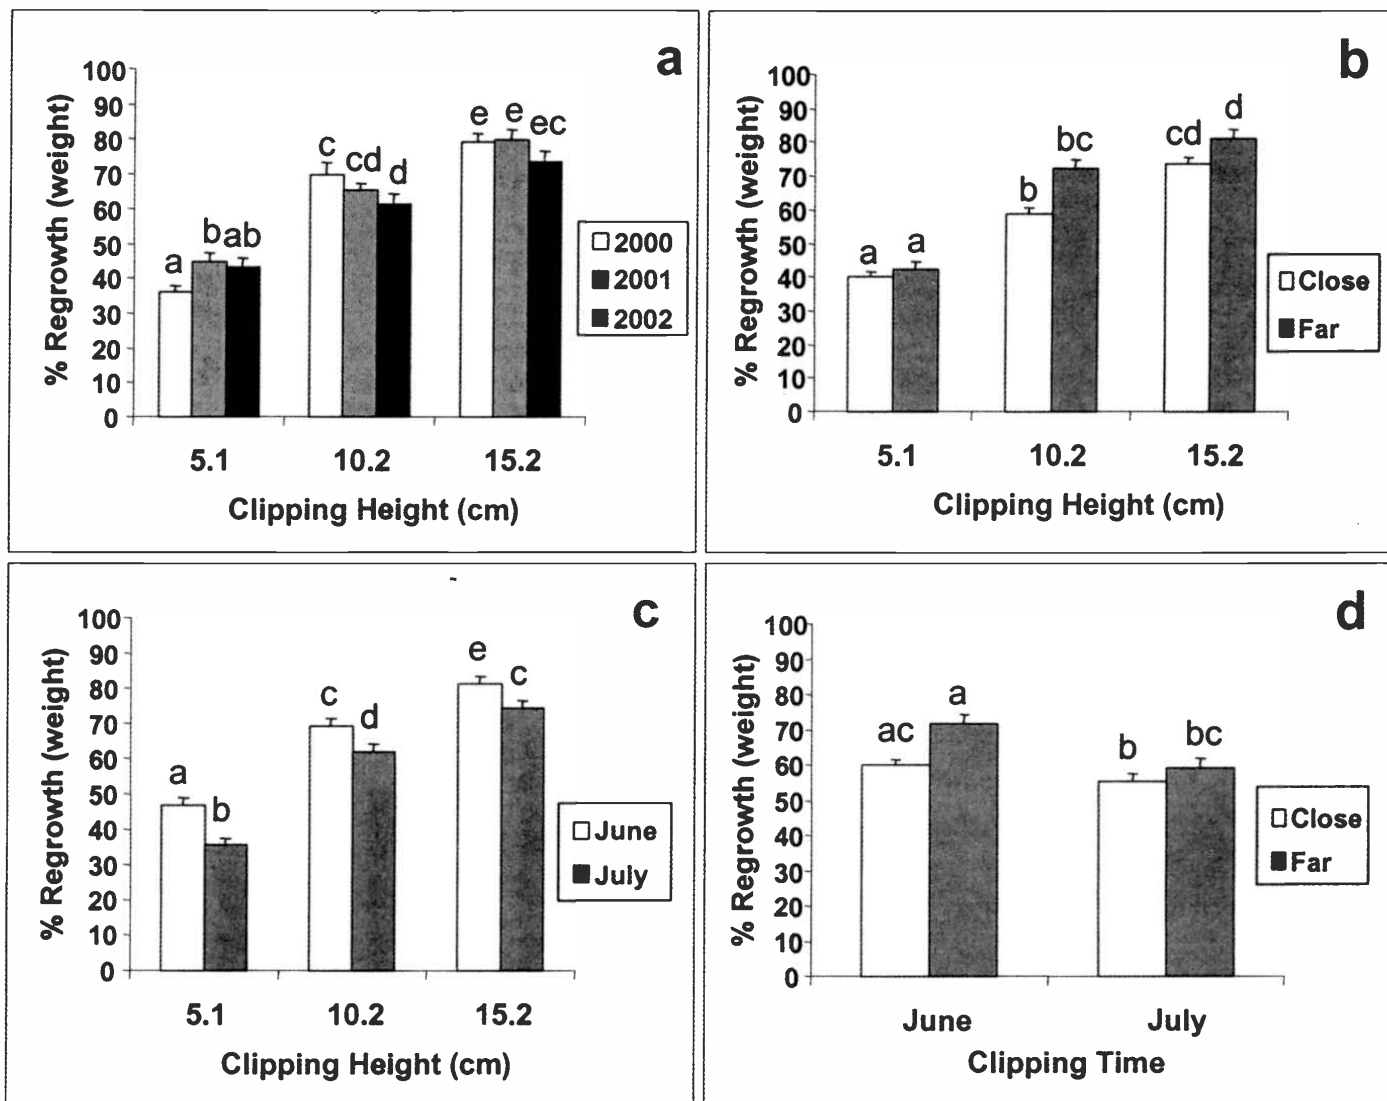 a
% Regrowth (weight)
100
90
80
70
60
50
40
30
20
10
0
a
b
ab
c
cd
d
e
e
ec
5.1
10.2
15.2
Clipping Height (cm)
2000
2001
2002
b
% Regrowth (weight)
100
90
80
70
60
50
40
30
20
10
0
a
a
b
bc
cd
d
5.1
10.2
15.2
Clipping Height (cm)
Close
Far
c
% Regrowth (weight)
100
90
80
70
60
50
40
30
20
10
0
a
b
c
d
e
c
5.1
10.2
15.2
Clipping Height (cm)
June
July
d
% Regrowth (weight)
100
90
80
70
60
50
40
30
20
10
0
ac
a
b
bc
June
July
Clipping Time
Close
Far